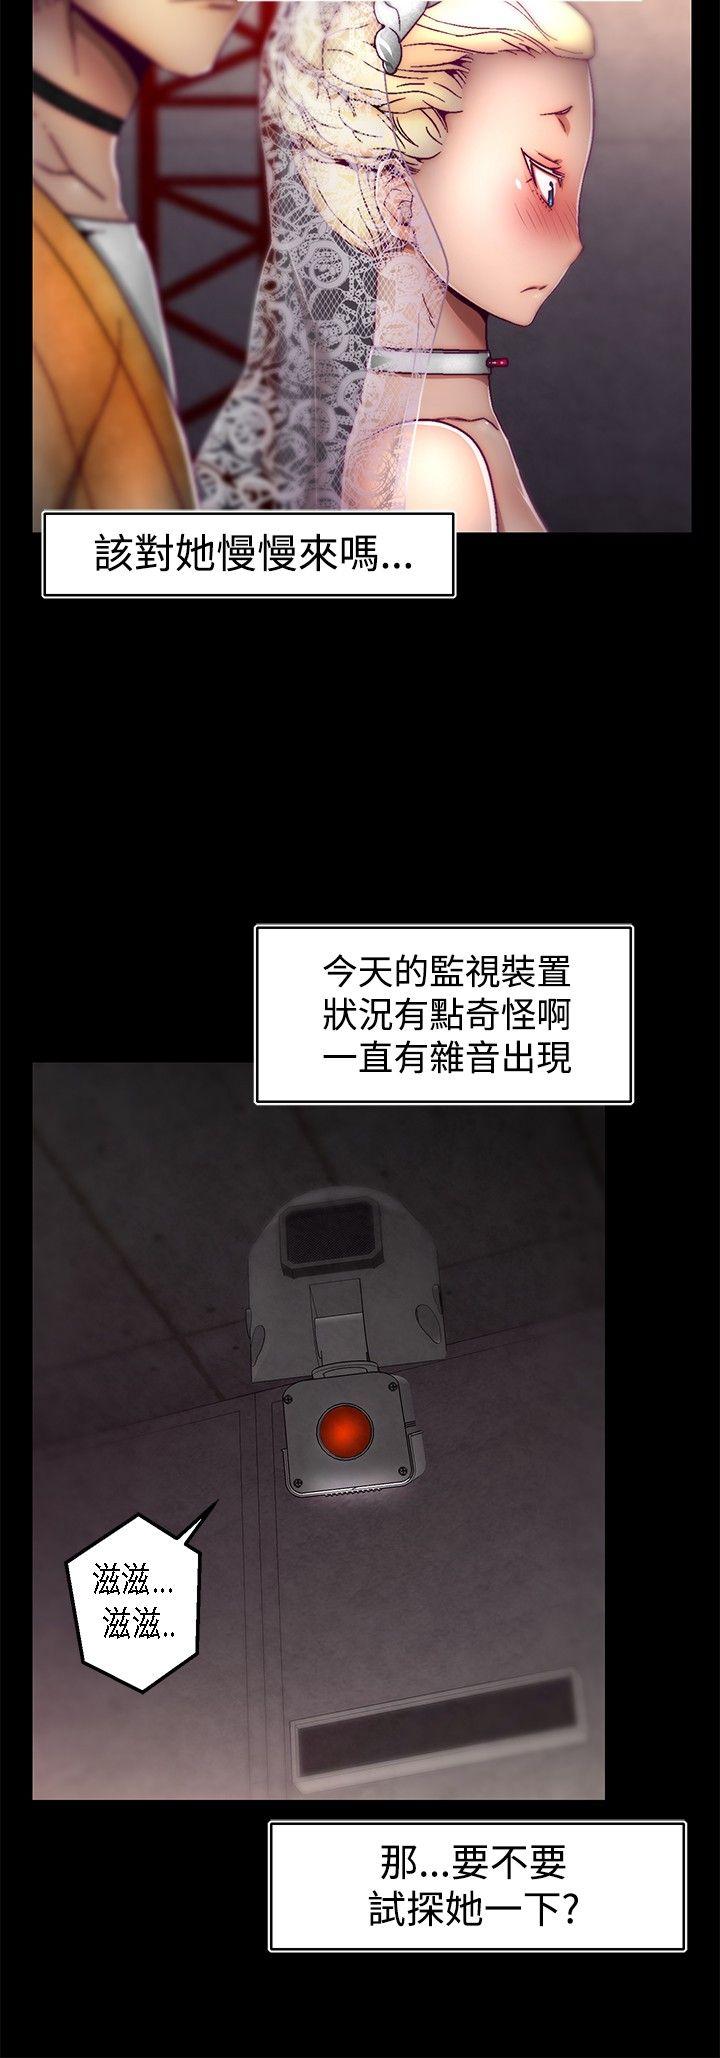 該對她慢慢來嗎...
今天的監視裝置
狀況有點奇怪啊
一直有雜音出現
滋滋...
滋滋..
那...要不要
試探她一下?